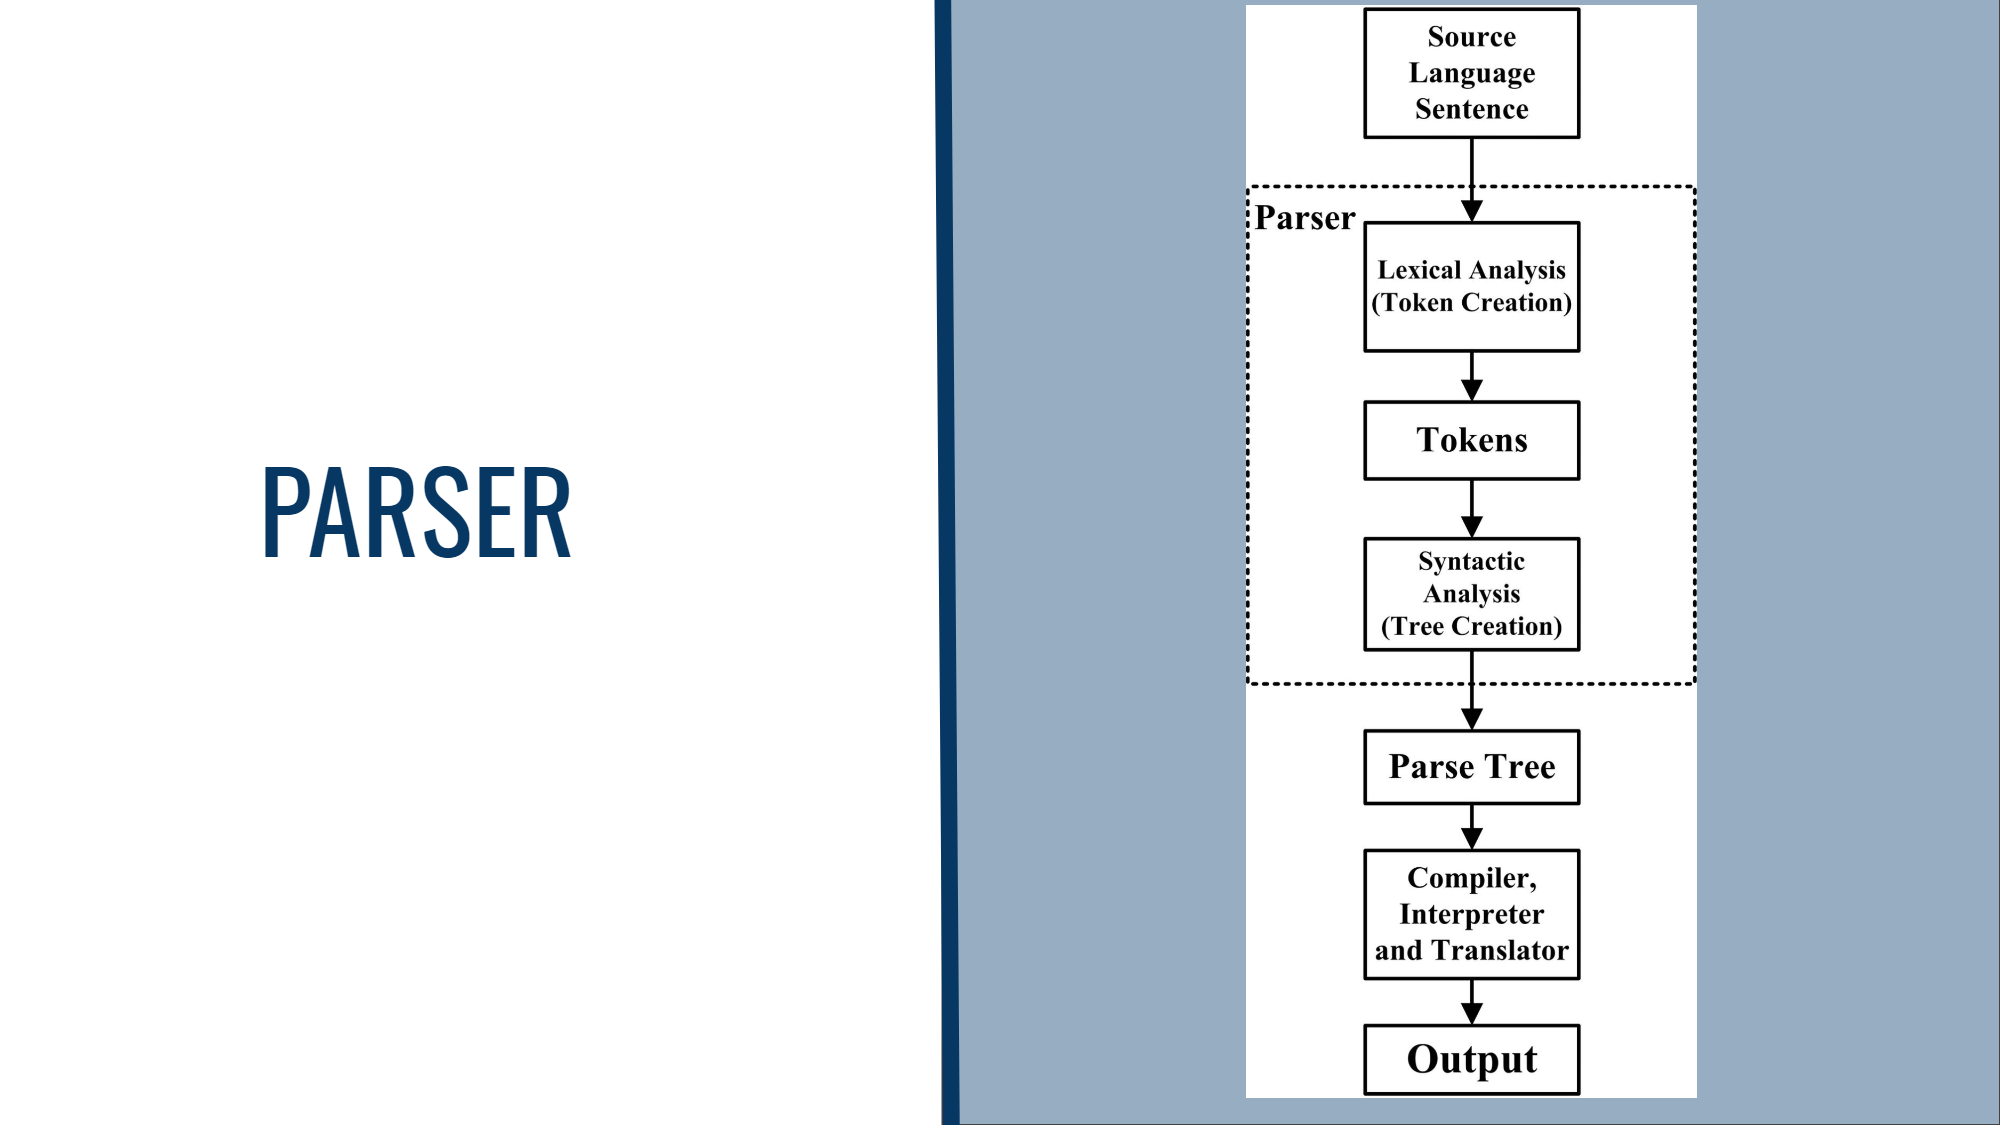 PARSER
Source
Language
Sentence
Parser
Lexical Analysis
(Token Creation)
Tokens
Syntactic
Analysis
(Tree Creation)
Parse Tree
Compiler,
Interpreter
and Translator
Output